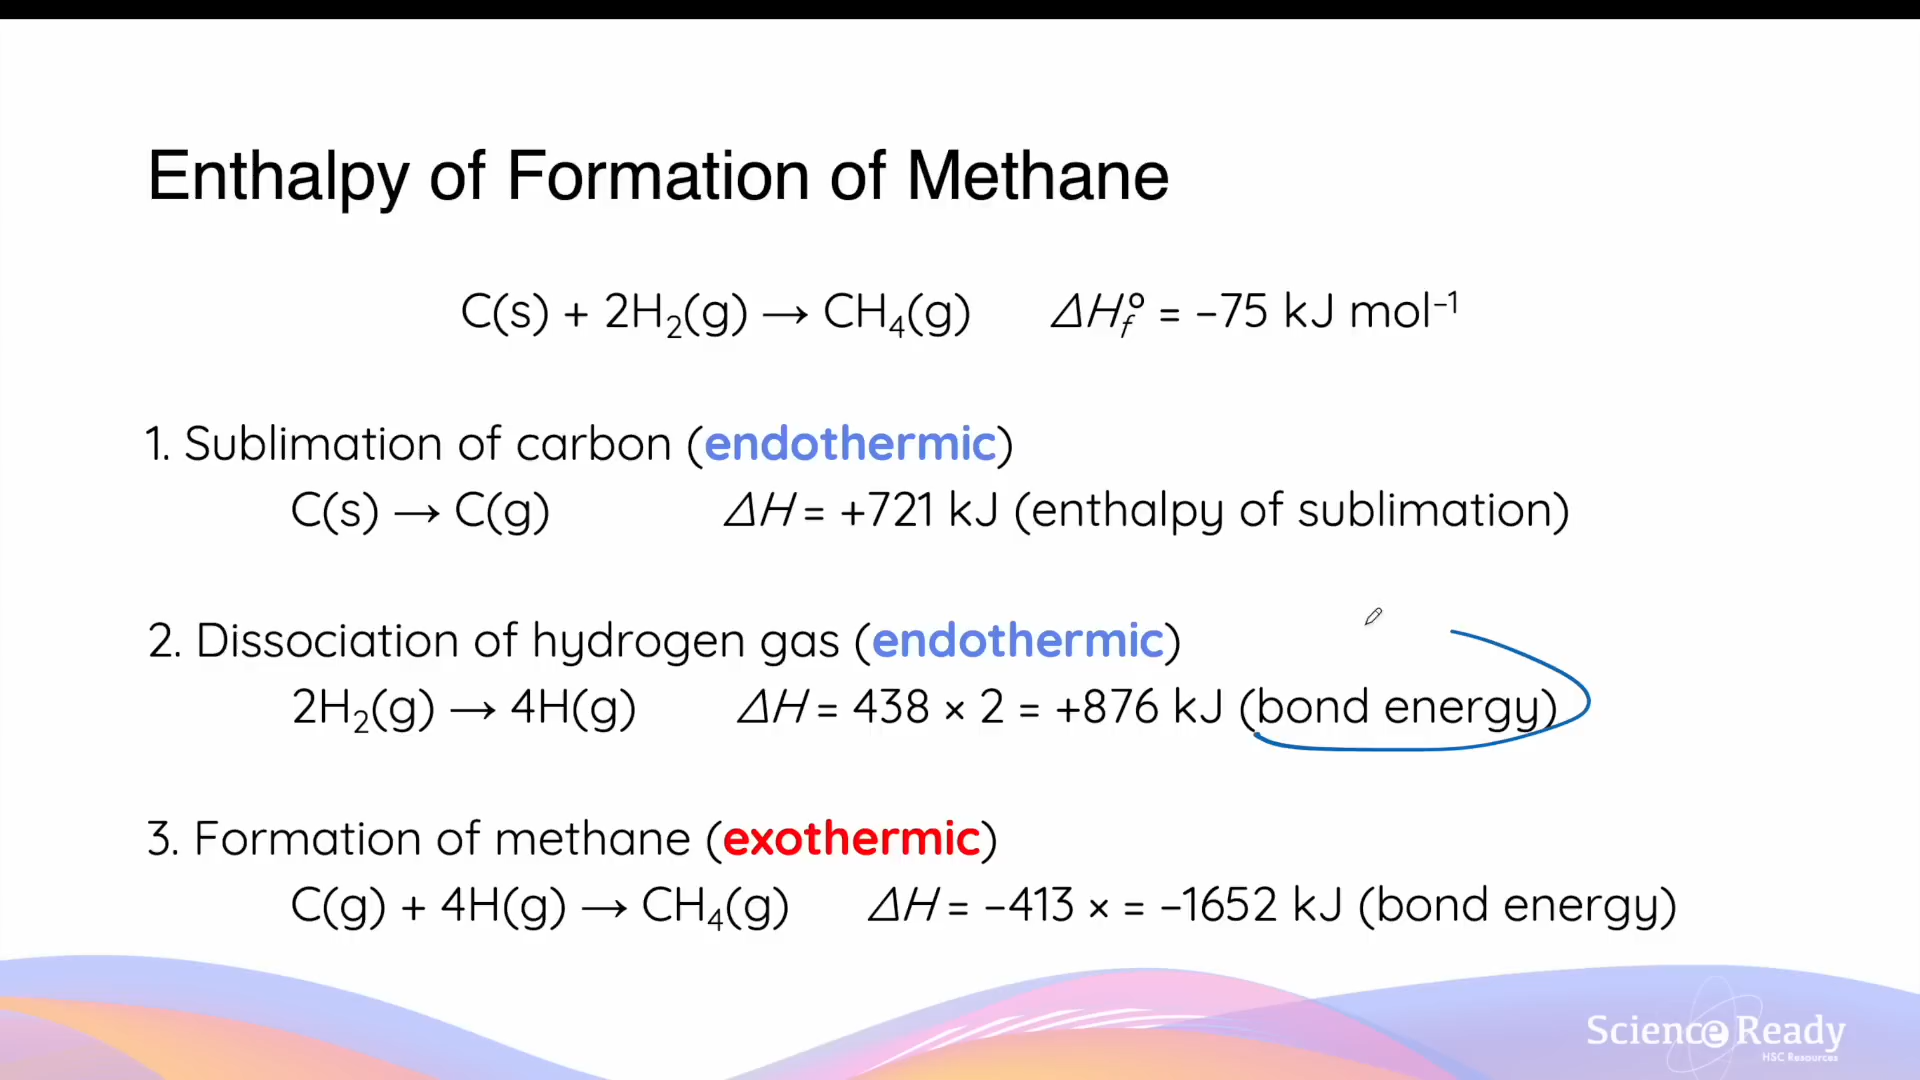 Enthalpy of Formation of Methane
C(s) + 2H₂(g) → CH₄(g) ΔH°f = –75 kJ mol⁻¹
1. Sublimation of carbon (endothermic)
C(s) → C(g) ΔH = +721 kJ (enthalpy of sublimation)
2. Dissociation of hydrogen gas (endothermic)
2H₂(g) → 4H(g) ΔH = 438 × 2 = +876 kJ (bond energy)
3. Formation of methane (exothermic)
C(g) + 4H(g) → CH₄(g) ΔH = –413 × = –1652 kJ (bond energy)
Science Ready
HSC Resources